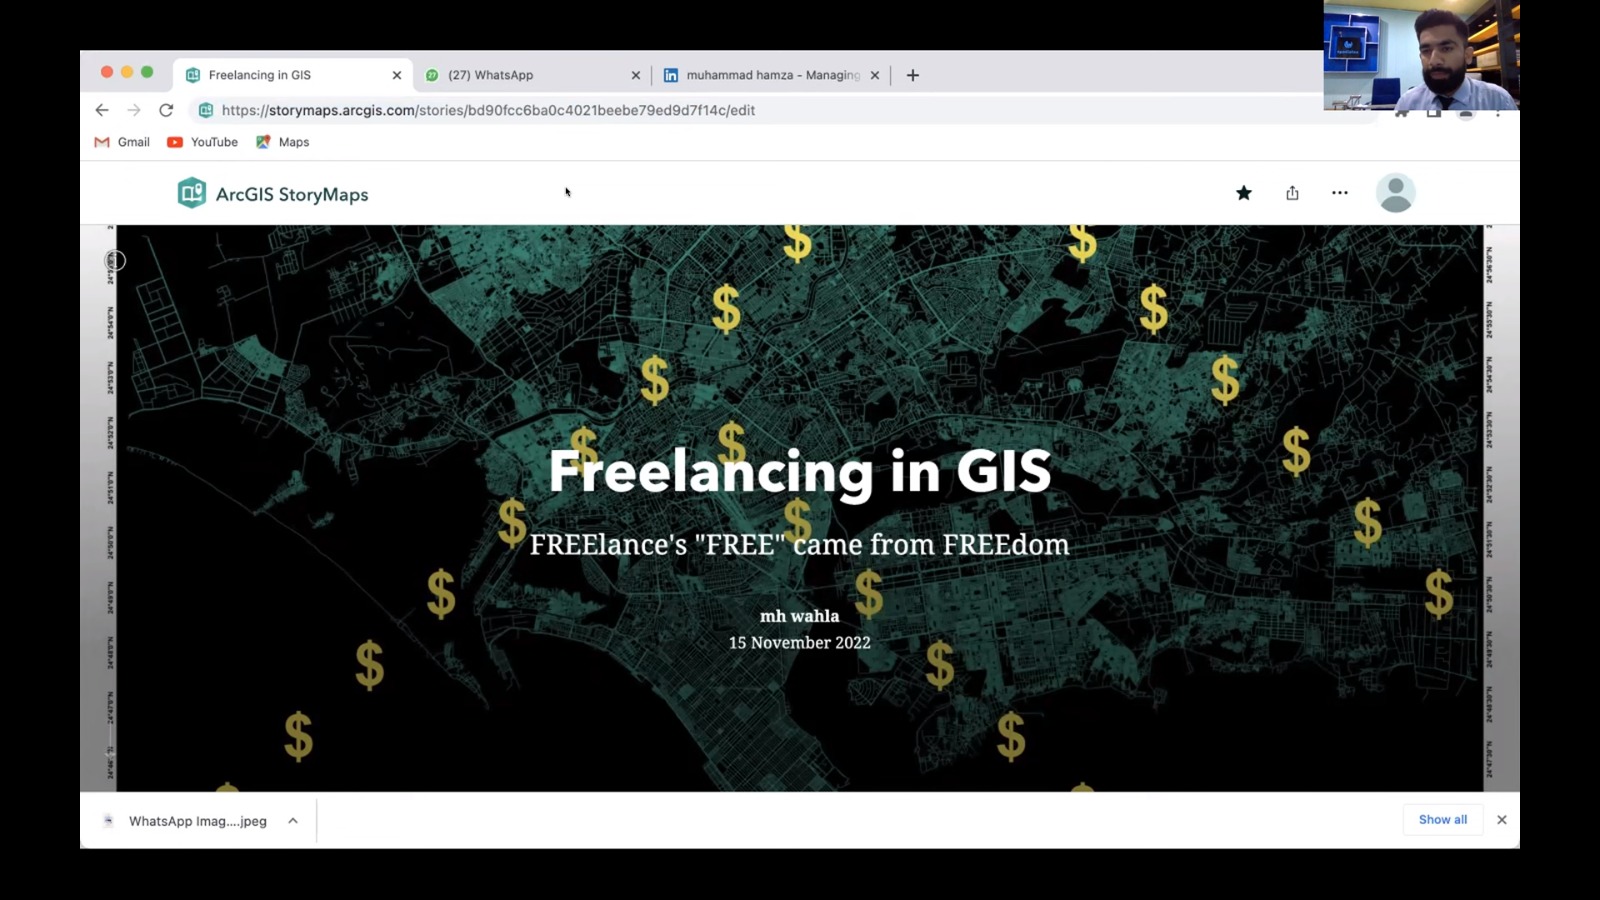 Freelancing in GIS
(27) WhatsApp
muhammad hamza - Managing
https://storymaps.arcgis.com/stories/bd90fcc6ba0c4021beebe79ed9d7f14c/edit
Gmail
YouTube
Maps
ArcGIS StoryMaps
Freelancing in GIS
FREElance's "FREE" came from FREEdom
mh wahla
15 November 2022
WhatsApp Imag....jpeg
Show all